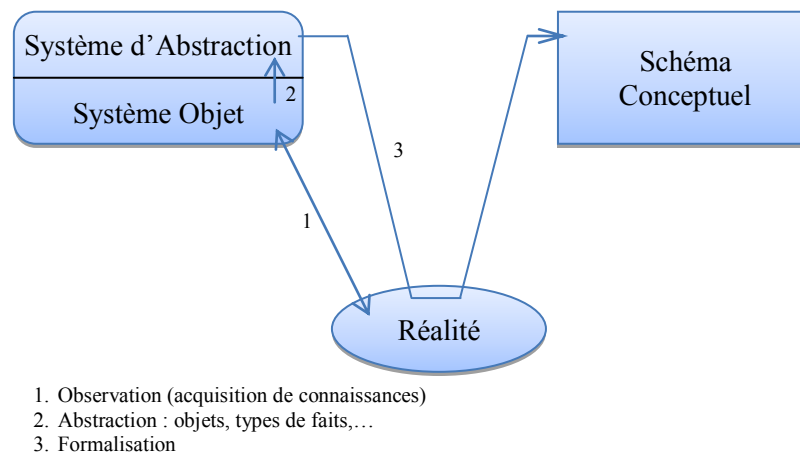 Système d’Abstraction
2
Système Objet
Schéma
Conceptuel
3
1
Réalité
1. Observation (acquisition de connaissances)
2. Abstraction : objets, types de faits,…
3. Formalisation